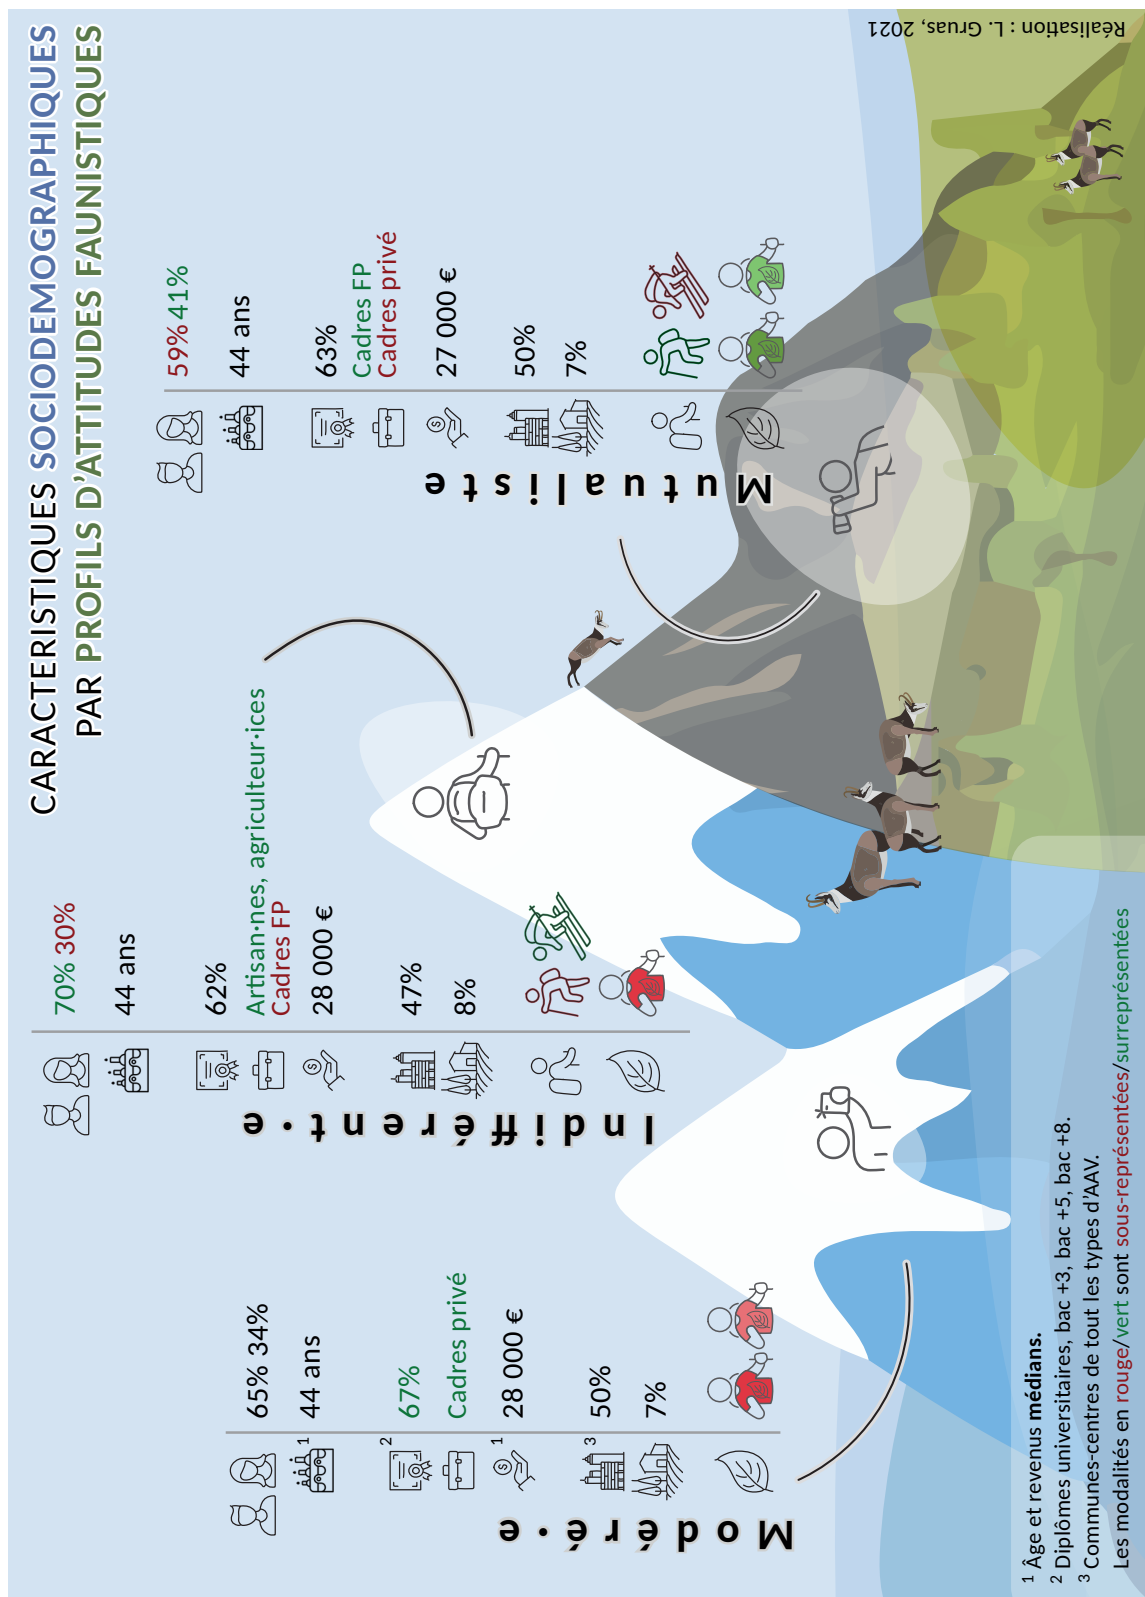 CARACTERISTIQUES SOCIODEMOGRAPHIQUES
PAR PROFILS D'ATTITUDES FAUNISTIQUES
Modéré·e
65% 34%
1
44 ans
2
67%
Cadres privé
1
28 000 €
3
50%
7%
Indifférent·e
70% 30%
44 ans
62%
Artisan·nes, agriculteur·ices
Cadres FP
28 000 €
47%
8%
Mutualiste
59% 41%
44 ans
63%
Cadres FP
Cadres privé
27 000 €
50%
7%
1 Âge et revenus médians.
2 Diplômes universitaires, bac +3, bac +5, bac +8.
3 Communes-centres de tout les types d'AAV.
Les modalités en rouge/vert sont sous-représentées/surreprésentées
Réalisation : L. Gruas, 2021